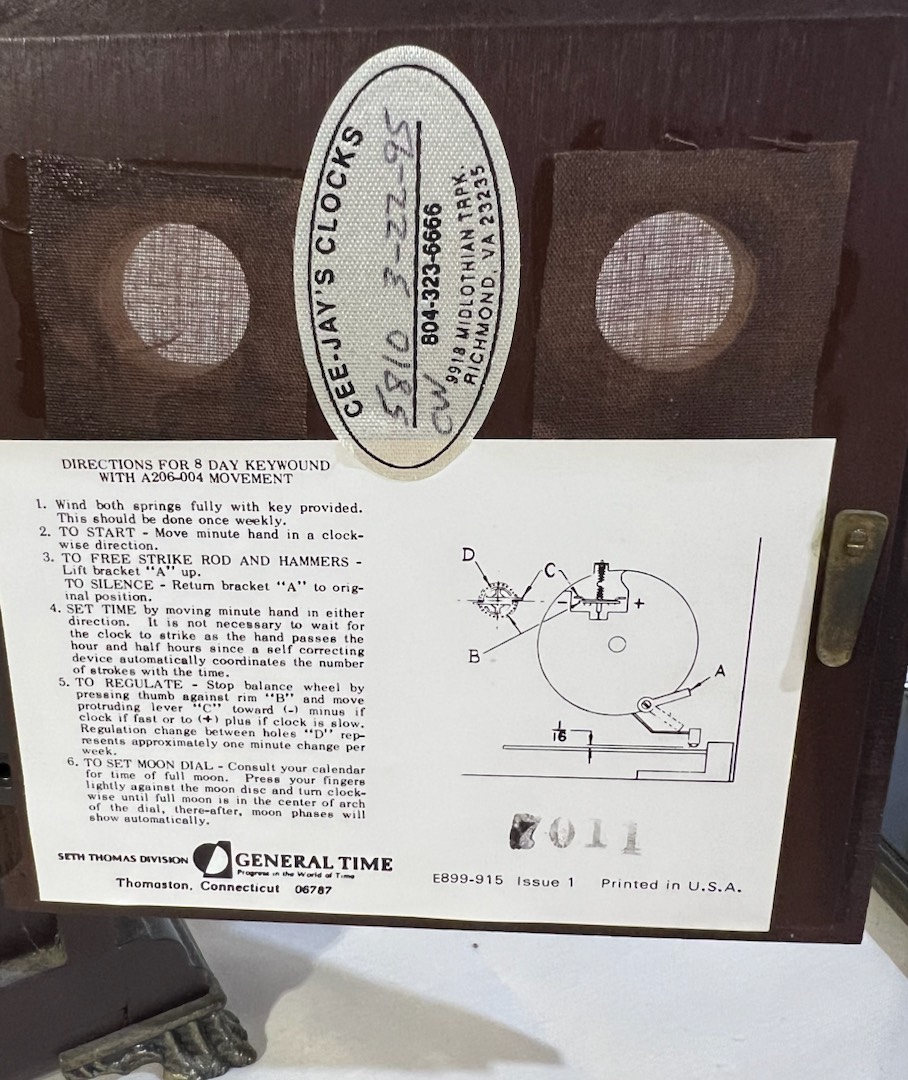 CEE-JAY'S CLOCKS
5810 3-22-95
804-323-6666
9918 MIDLOTHIAN TRPK.
RICHMOND, VA 23235
DIRECTIONS FOR 8 DAY KEYWOUND
WITH A206-004 MOVEMENT
1. Wind both springs fully with key provided.
This should be done once weekly.
2. TO START - Move minute hand in a clock-
wise direction.
3. TO FREE STRIKE ROD AND HAMMERS -
Lift bracket "A" up.
TO SILENCE - Return bracket "A" to orig-
inal position.
4. SET TIME by moving minute hand in either
direction. It is not necessary to wait for
the clock to strike as the hand passes the
hour and half hours since a self correcting
device automatically coordinates the number
of strokes with the time.
5. TO REGULATE - Stop balance wheel by
pressing thumb against rim "B" and move
protruding lever "C" toward (-) minus if
clock if fast or to (+) plus if clock is slow.
Regulation change between holes "D" rep-
resents approximately one minute change per
week.
6. TO SET MOON DIAL - Consult your calendar
for time of full moon. Press your fingers
lightly against the moon disc and turn clock-
wise until full moon is in the center of arch
of the dial, there-after, moon phases will
show automatically.
SETH THOMAS DIVISION GENERAL TIME
Progress in the World of Time
Thomaston, Connecticut 06787
D
C
- +
B
A
1/16
7011
E899-915 Issue 1 Printed in U.S.A.